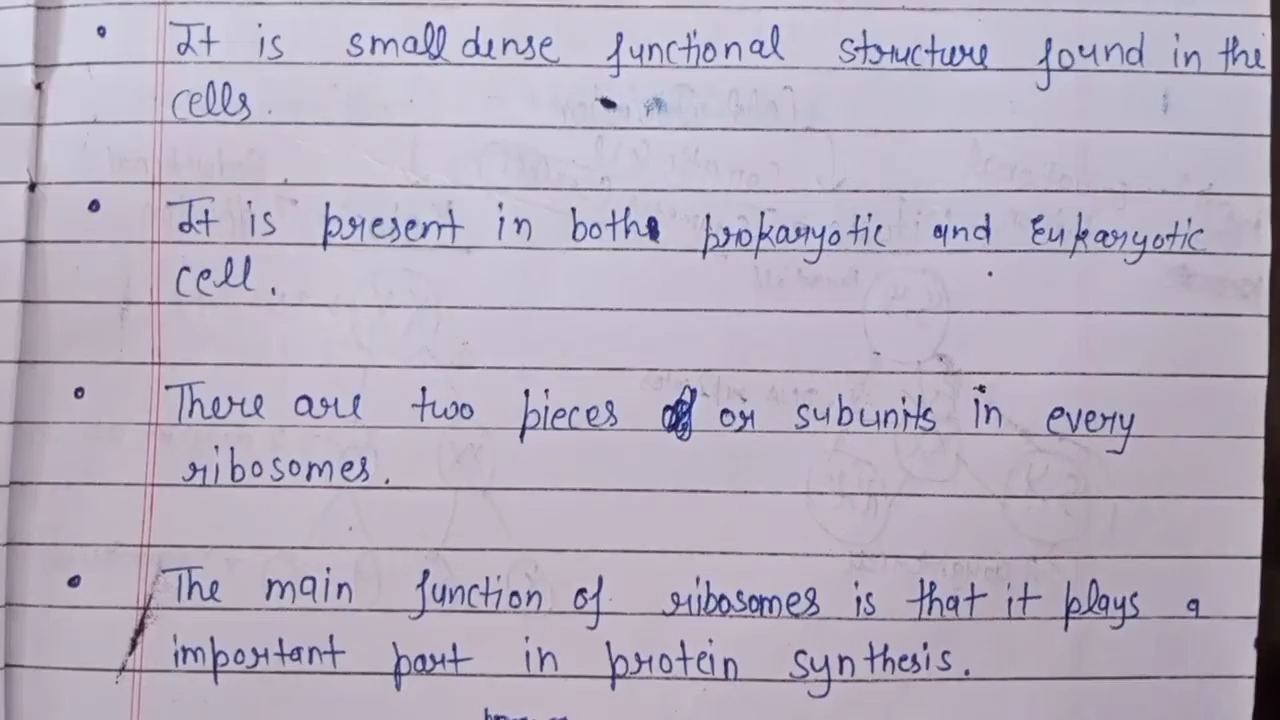 • It is small dense functional structure found in the
cells.
• It is present in both prokaryotic and Eukaryotic
cell.
• There are two pieces or subunits in every
ribosomes.
• The main function of ribosomes is that it plays a
important part in protein synthesis.